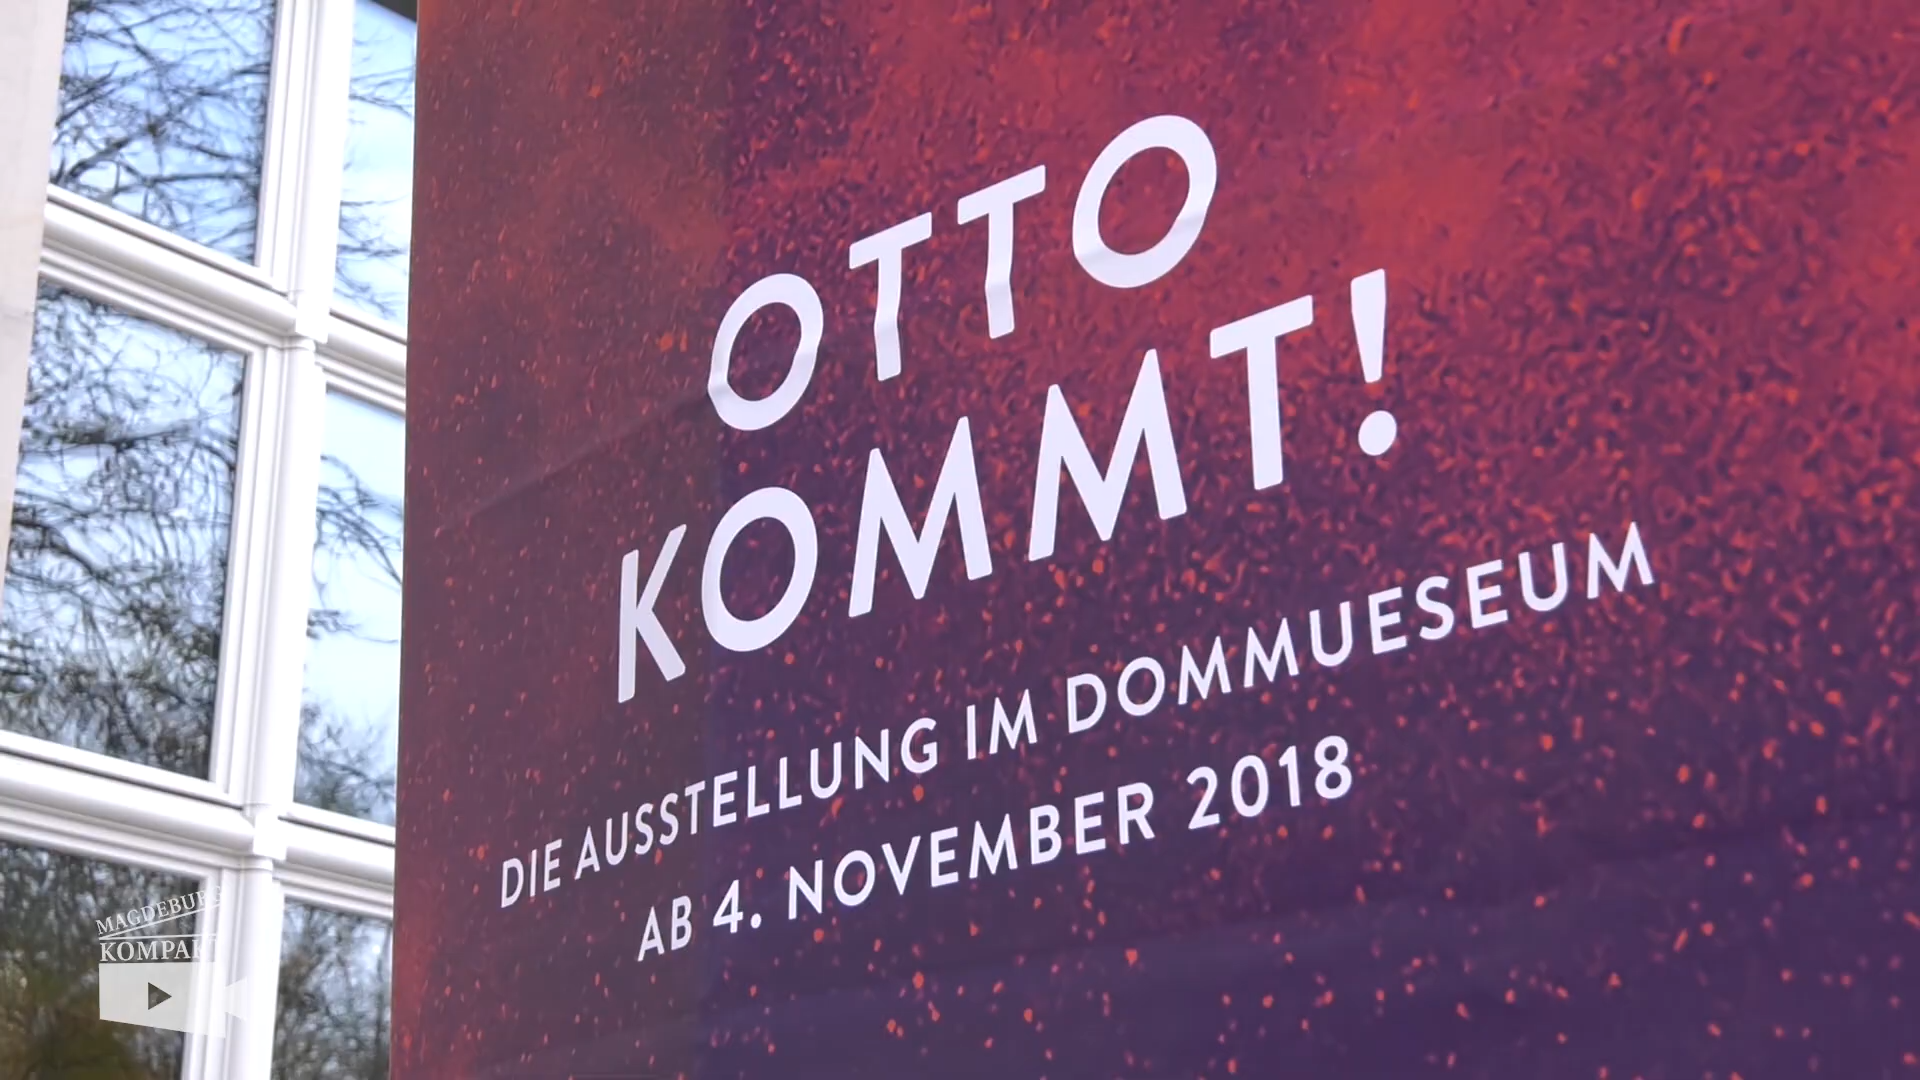 OTTO
KOMMT!
DIE AUSSTELLUNG IM DOMMUESEUM
AB 4. NOVEMBER 2018
MAGDEBURG
KOMPAKT